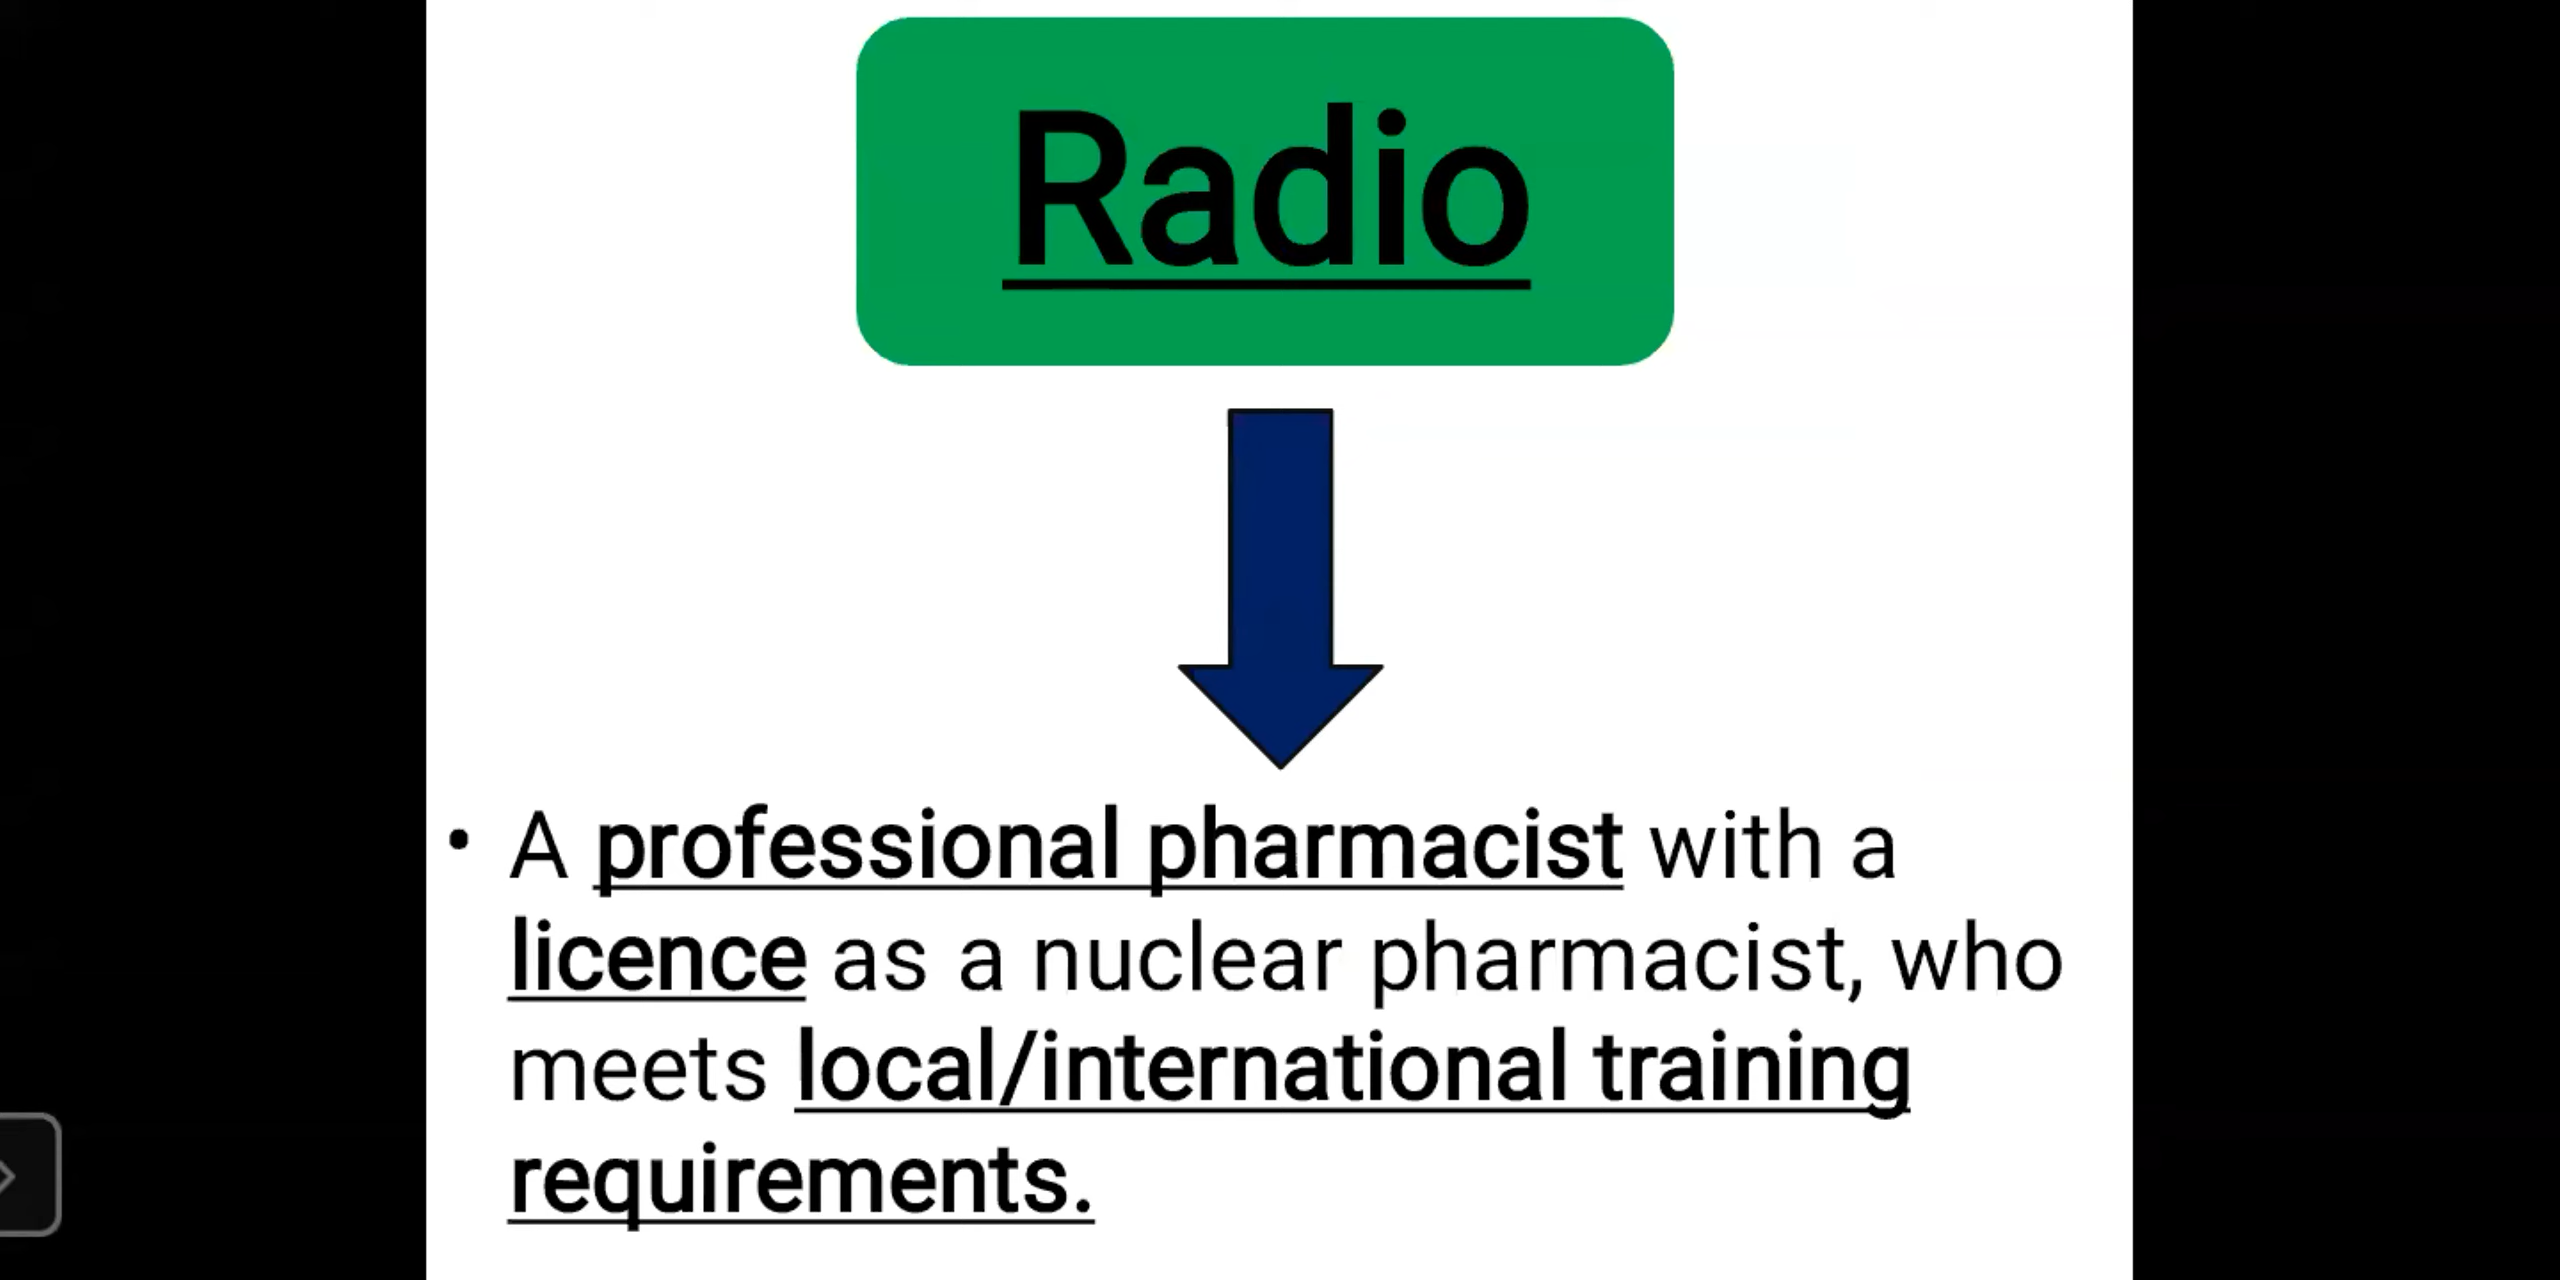 Radio
• A professional pharmacist with a
licence as a nuclear pharmacist, who
meets local/international training
requirements.